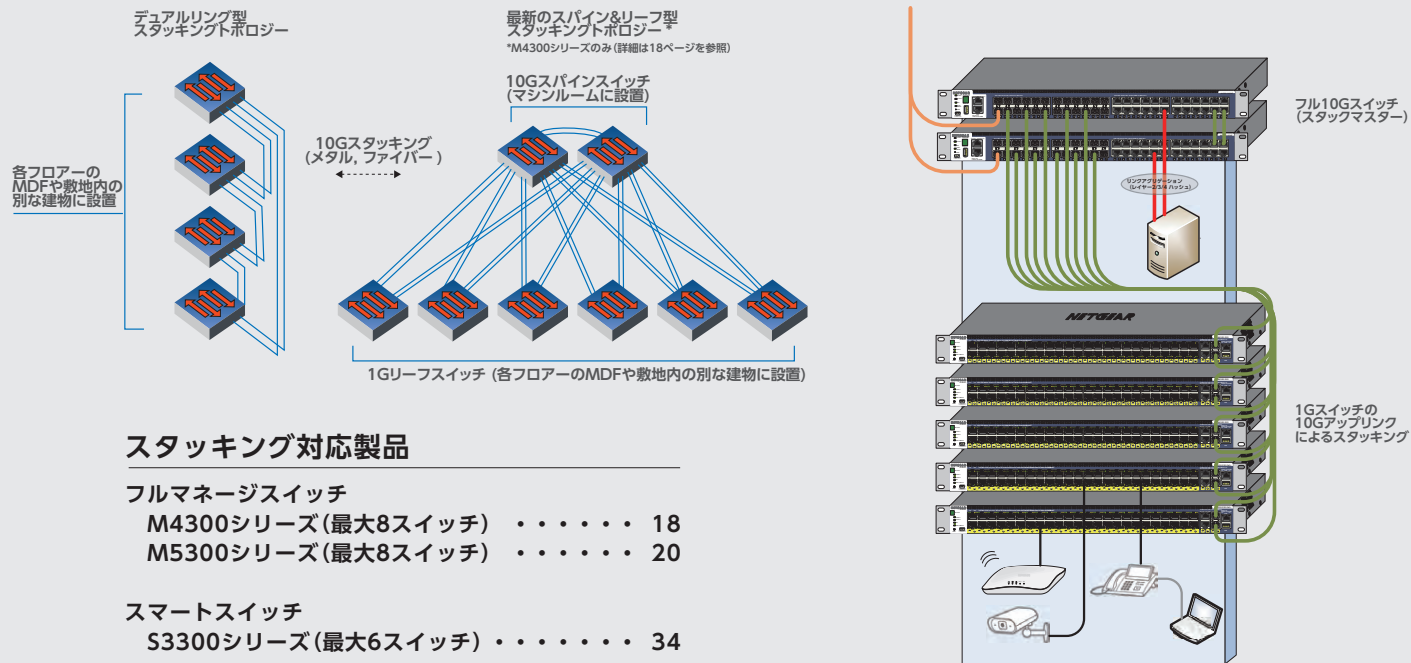 デュアルリング型
スタッキングトポロジー
各フロアーの
MDFや敷地内の
別な建物に設置
10Gスタッキング
(メタル, ファイバー )
最新のスパイン&リーフ型
スタッキングトポロジー*
*M4300シリーズのみ(詳細は18ページを参照)
10Gスパインスイッチ
(マシンルームに設置)
1Gリーフスイッチ (各フロアーのMDFや敷地内の別な建物に設置)
フル10Gスイッチ
(スタックマスター)
リンクアグリゲーション
(レイヤー2/3/4 ハッシュ)
NETGEAR
1Gスイッチの
10Gアップリンク
によるスタッキング
スタッキング対応製品
フルマネージスイッチ
M4300シリーズ(最大8スイッチ) ・・・・・・ 18
M5300シリーズ(最大8スイッチ) ・・・・・・ 20
スマートスイッチ
S3300シリーズ(最大6スイッチ)・・・・・・・ 34